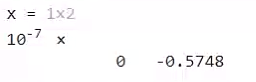 x = 1x2
10-7 x
0 -0.5748